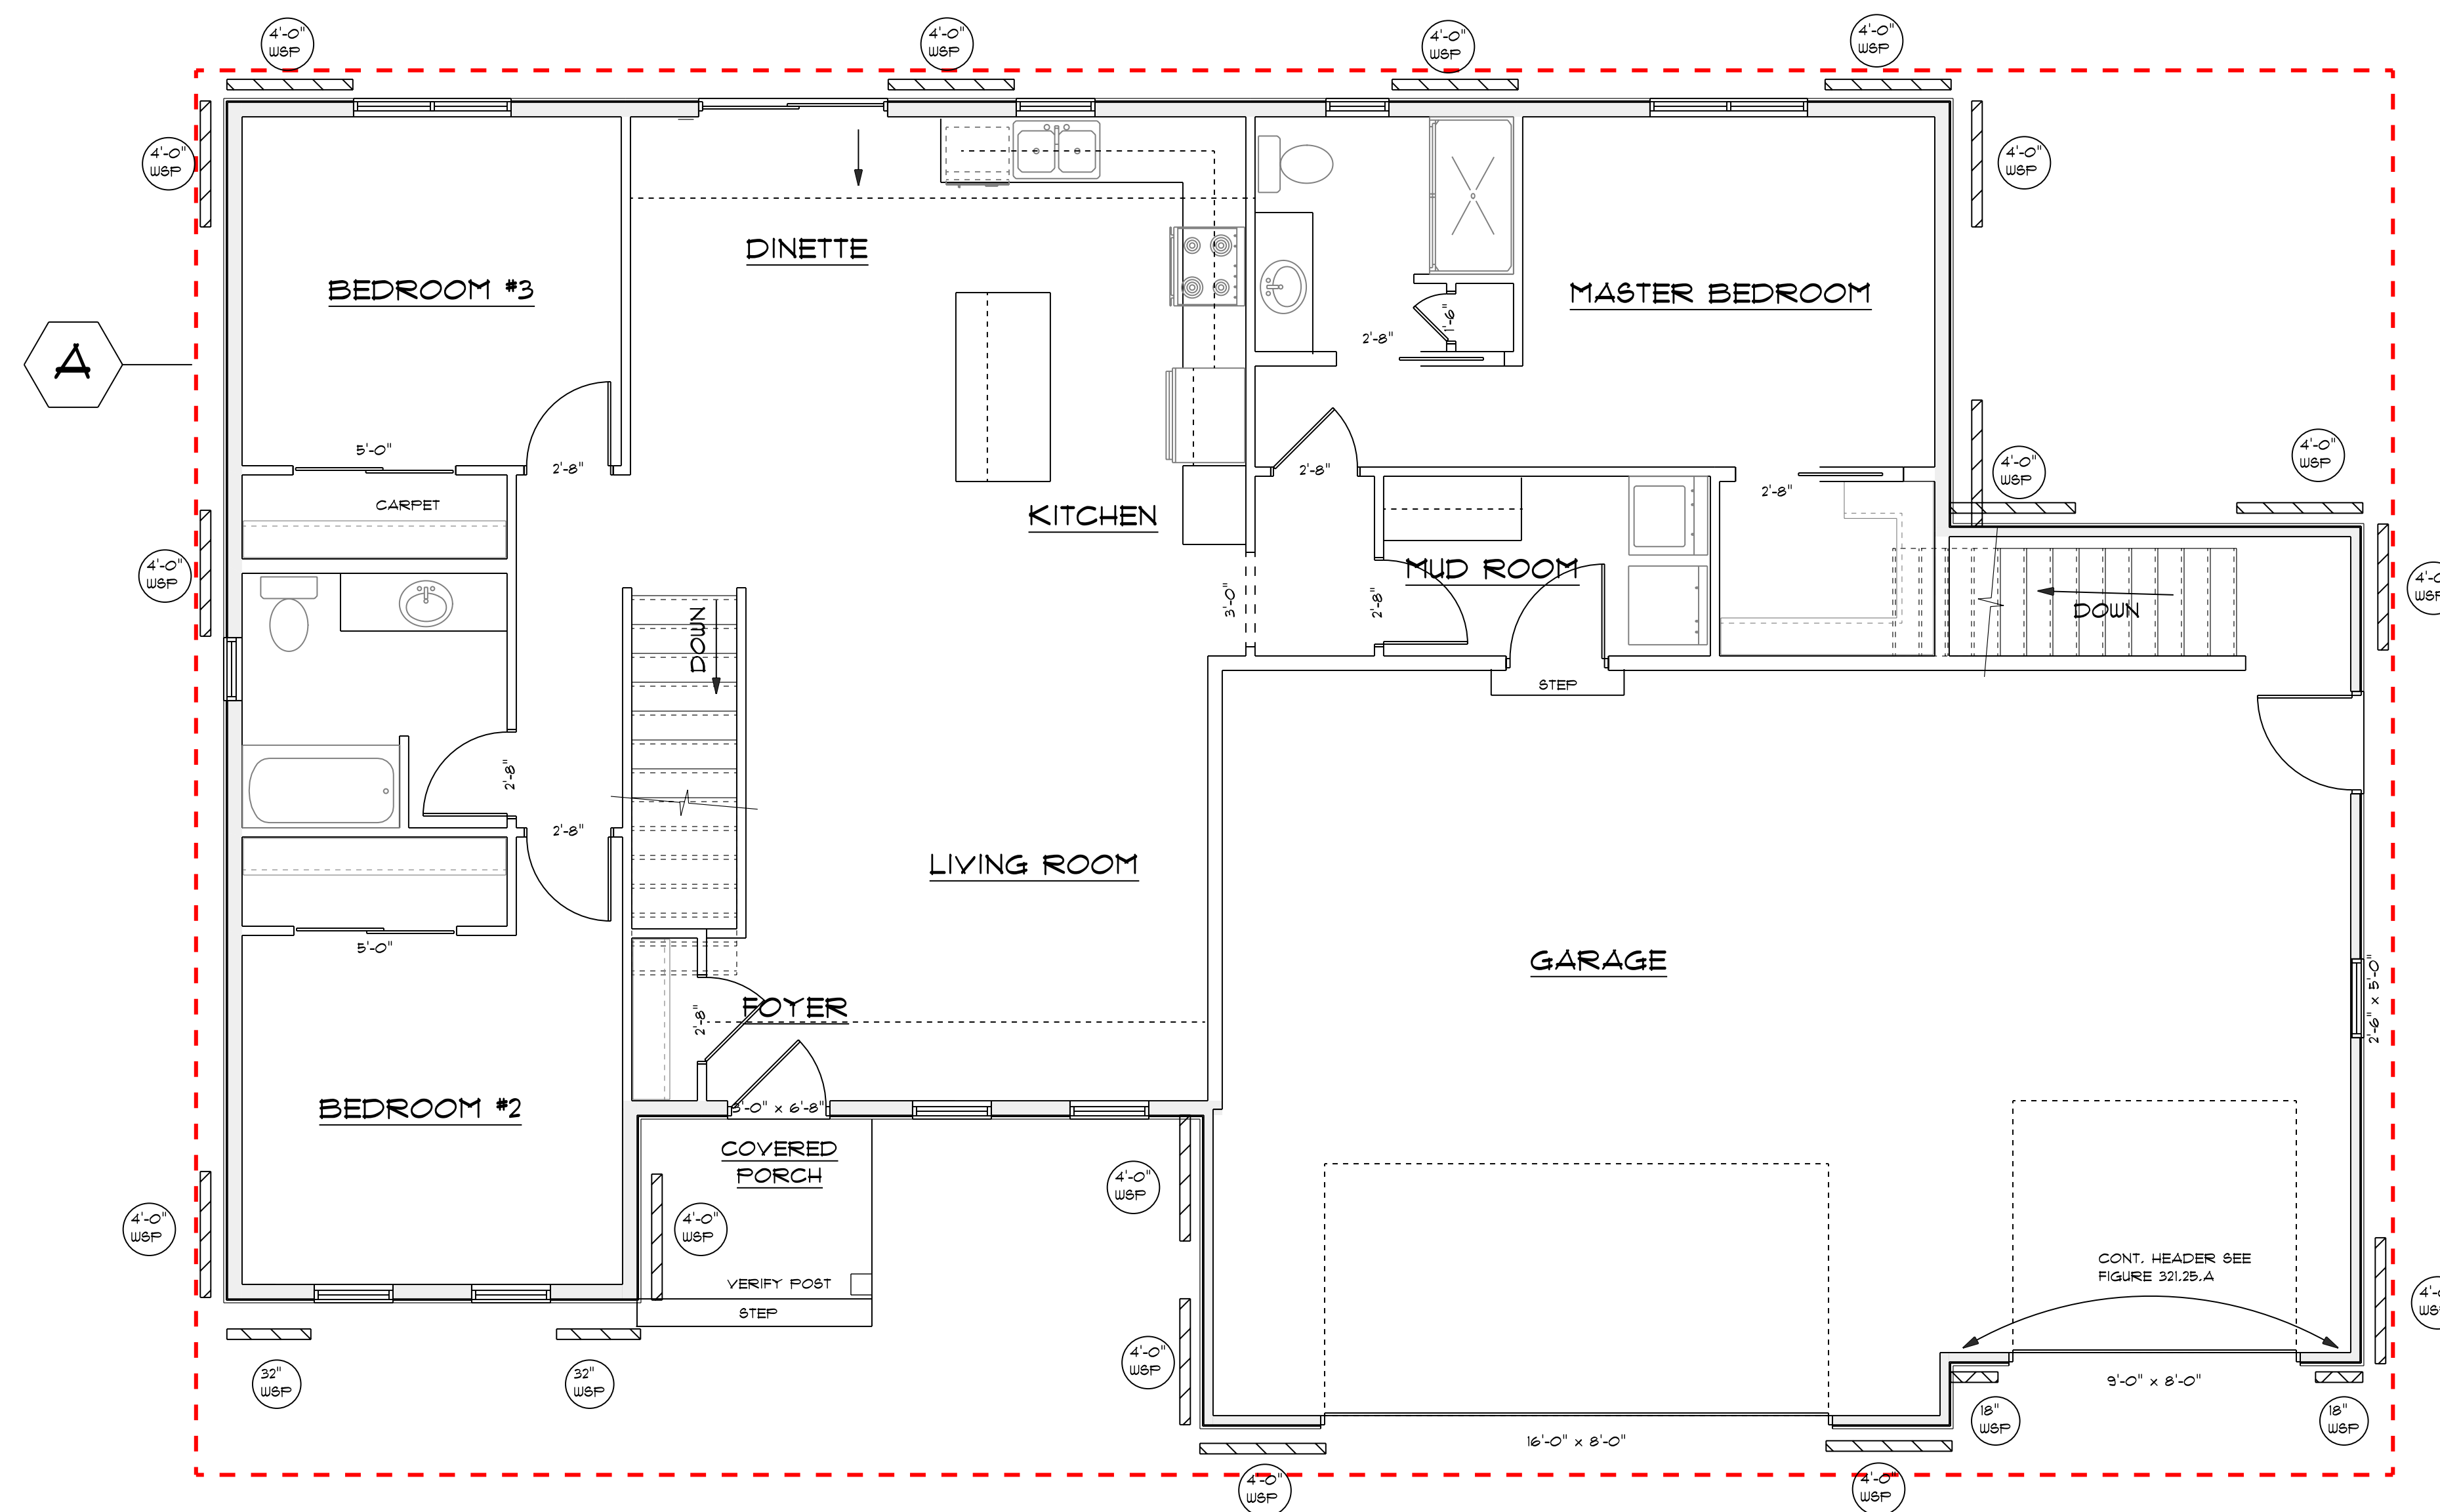 4'-0"
WSP
4'-0"
WSP
4'-0"
WSP
4'-0"
WSP
4'-0"
WSP
4'-0"
WSP
DINETTE
BEDROOM #3
MASTER BEDROOM
1'-6"
2'-8"
A
5'-0"
2'-8"
2'-8"
2'-8"
4'-0"
WSP
4'-0"
WSP
CARPET
KITCHEN
4'-0"
WSP
MUD ROOM
4'-0"
WSP
3'-0"
2'-8"
DOWN
DOWN
STEP
2'-8"
2'-8"
LIVING ROOM
5'-0"
GARAGE
2'-6" x 5'-0"
FOYER
2'-8"
BEDROOM #2
3'-0" x 6'-8"
COVERED
PORCH
4'-0"
WSP
4'-0"
WSP
4'-0"
WSP
VERIFY POST
STEP
CONT. HEADER SEE
FIGURE 321.25.A
4'-0"
WSP
4'-0"
WSP
32"
WSP
32"
WSP
9'-0" x 8'-0"
18"
WSP
18"
WSP
16'-0" x 8'-0"
4'-0"
WSP
4'-0"
WSP